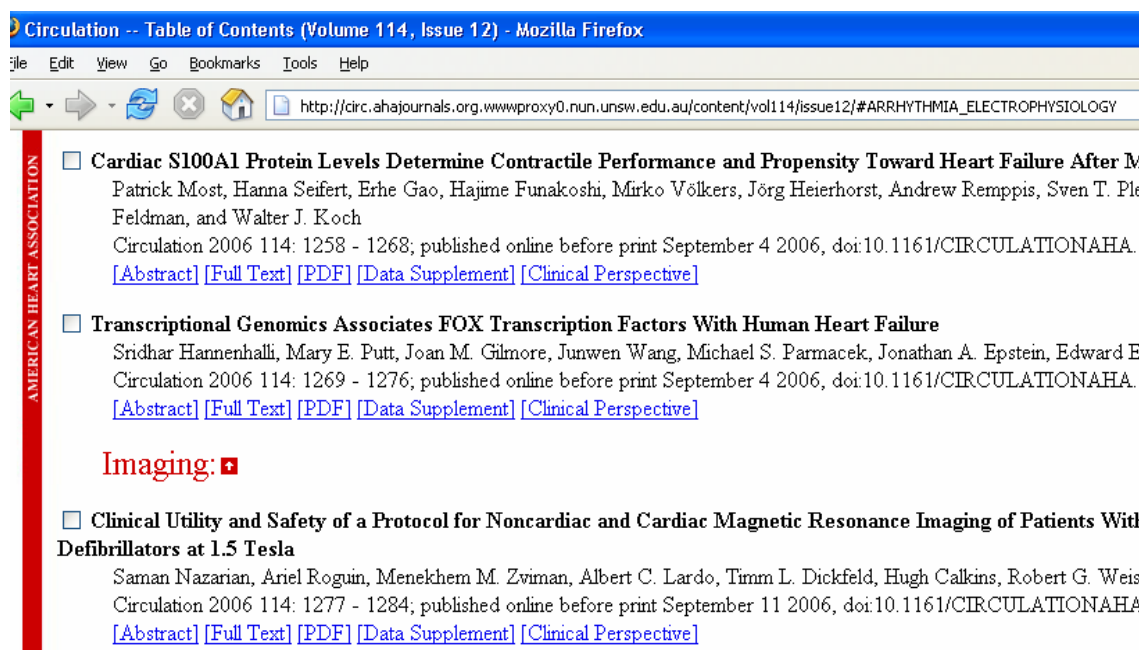 Circulation -- Table of Contents (Volume 114, Issue 12) - Mozilla Firefox
File Edit View Go Bookmarks Tools Help
http://circ.ahajournals.org.wwwproxy0.nun.unsw.edu.au/content/vol114/issue12/#ARRHYTHMIA_ELECTROPHYSIOLOGY
AMERICAN HEART ASSOCIATION
Cardiac S100A1 Protein Levels Determine Contractile Performance and Propensity Toward Heart Failure After M
Patrick Most, Hanna Seifert, Erhe Gao, Hajime Funakoshi, Mirko Völkers, Jörg Heierhorst, Andrew Remppis, Sven T. Ple
Feldman, and Walter J. Koch
Circulation 2006 114: 1258 - 1268; published online before print September 4 2006, doi:10.1161/CIRCULATIONAHA.
[Abstract] [Full Text] [PDF] [Data Supplement] [Clinical Perspective]
Transcriptional Genomics Associates FOX Transcription Factors With Human Heart Failure
Sridhar Hannenhalli, Mary E. Putt, Joan M. Gilmore, Junwen Wang, Michael S. Parmacek, Jonathan A. Epstein, Edward E
Circulation 2006 114: 1269 - 1276; published online before print September 4 2006, doi:10.1161/CIRCULATIONAHA.
[Abstract] [Full Text] [PDF] [Data Supplement] [Clinical Perspective]
Imaging:
Clinical Utility and Safety of a Protocol for Noncardiac and Cardiac Magnetic Resonance Imaging of Patients With
Defibrillators at 1.5 Tesla
Saman Nazarian, Ariel Roguin, Menekhem M. Zviman, Albert C. Lardo, Timm L. Dickfeld, Hugh Calkins, Robert G. Weis
Circulation 2006 114: 1277 - 1284; published online before print September 11 2006, doi:10.1161/CIRCULATIONAHA
[Abstract] [Full Text] [PDF] [Data Supplement] [Clinical Perspective]